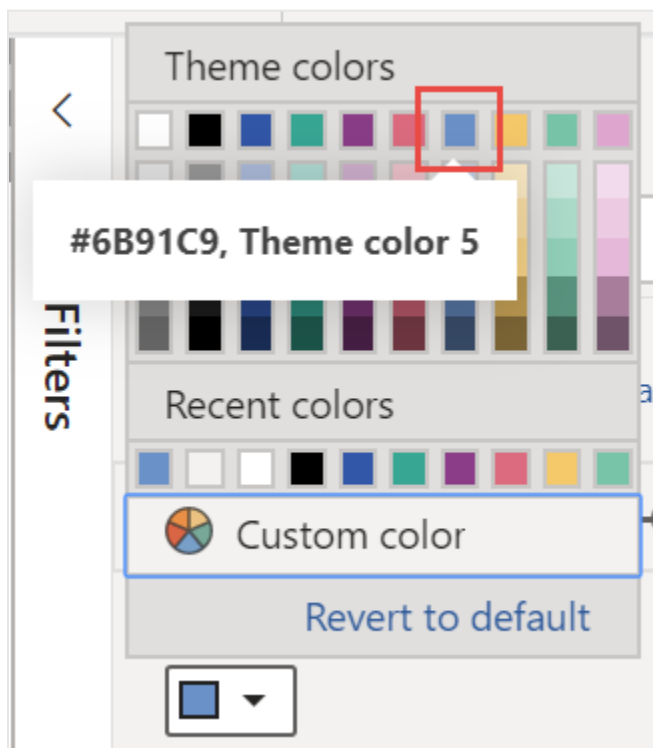 Theme colors
#6B91C9, Theme color 5
Filters
Recent colors
Custom color
Revert to default